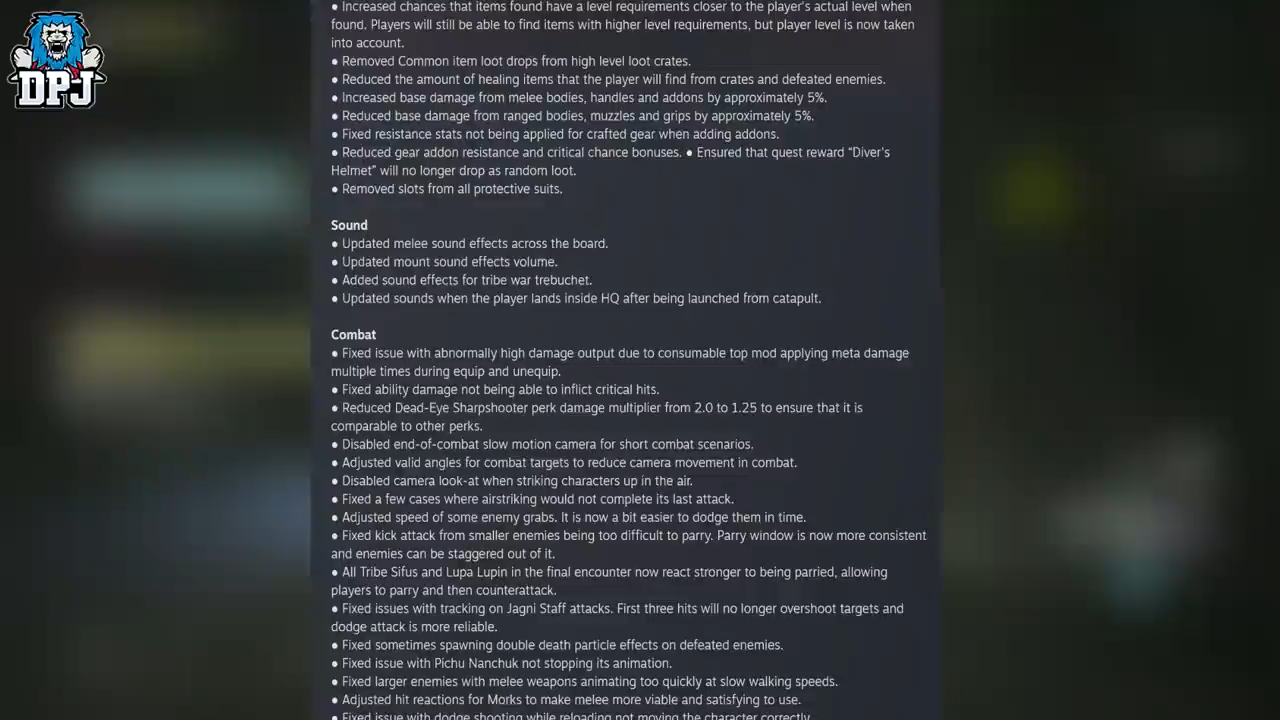 ● Increased chances that items found have a level requirements closer to the player's actual level when
found. Players will still be able to find items with higher level requirements, but player level is now taken
into account.
● Removed Common item loot drops from high level loot crates.
● Reduced the amount of healing items that the player will find from crates and defeated enemies.
● Increased base damage from melee bodies, handles and addons by approximately 5%.
● Reduced base damage from ranged bodies, muzzles and grips by approximately 5%.
● Fixed resistance stats not being applied for crafted gear when adding addons.
● Reduced gear addon resistance and critical chance bonuses. ● Ensured that quest reward “Diver's
Helmet” will no longer drop as random loot.
● Removed slots from all protective suits.
Sound
● Updated melee sound effects across the board.
● Updated mount sound effects volume.
● Added sound effects for tribe war trebuchet.
● Updated sounds when the player lands inside HQ after being launched from catapult.
Combat
● Fixed issue with abnormally high damage output due to consumable top mod applying meta damage
multiple times during equip and unequip.
● Fixed ability damage not being able to inflict critical hits.
● Reduced Dead-Eye Sharpshooter perk damage multiplier from 2.0 to 1.25 to ensure that it is
comparable to other perks.
● Disabled end-of-combat slow motion camera for short combat scenarios.
● Adjusted valid angles for combat targets to reduce camera movement in combat.
● Disabled camera look-at when striking characters up in the air.
● Fixed a few cases where airstriking would not complete its last attack.
● Adjusted speed of some enemy grabs. It is now a bit easier to dodge them in time.
● Fixed kick attack from smaller enemies being too difficult to parry. Parry window is now more consistent
and enemies can be staggered out of it.
● All Tribe Sifus and Lupa Lupin in the final encounter now react stronger to being parried, allowing
players to parry and then counterattack.
● Fixed issues with tracking on Jagni Staff attacks. First three hits will no longer overshoot targets and
dodge attack is more reliable.
● Fixed sometimes spawning double death particle effects on defeated enemies.
● Fixed issue with Pichu Nanchuk not stopping its animation.
● Fixed larger enemies with melee weapons animating too quickly at slow walking speeds.
● Adjusted hit reactions for Morks to make melee more viable and satisfying to use.
● Fixed issue with dodge shooting while reloading not moving the character correctly.
DPJ